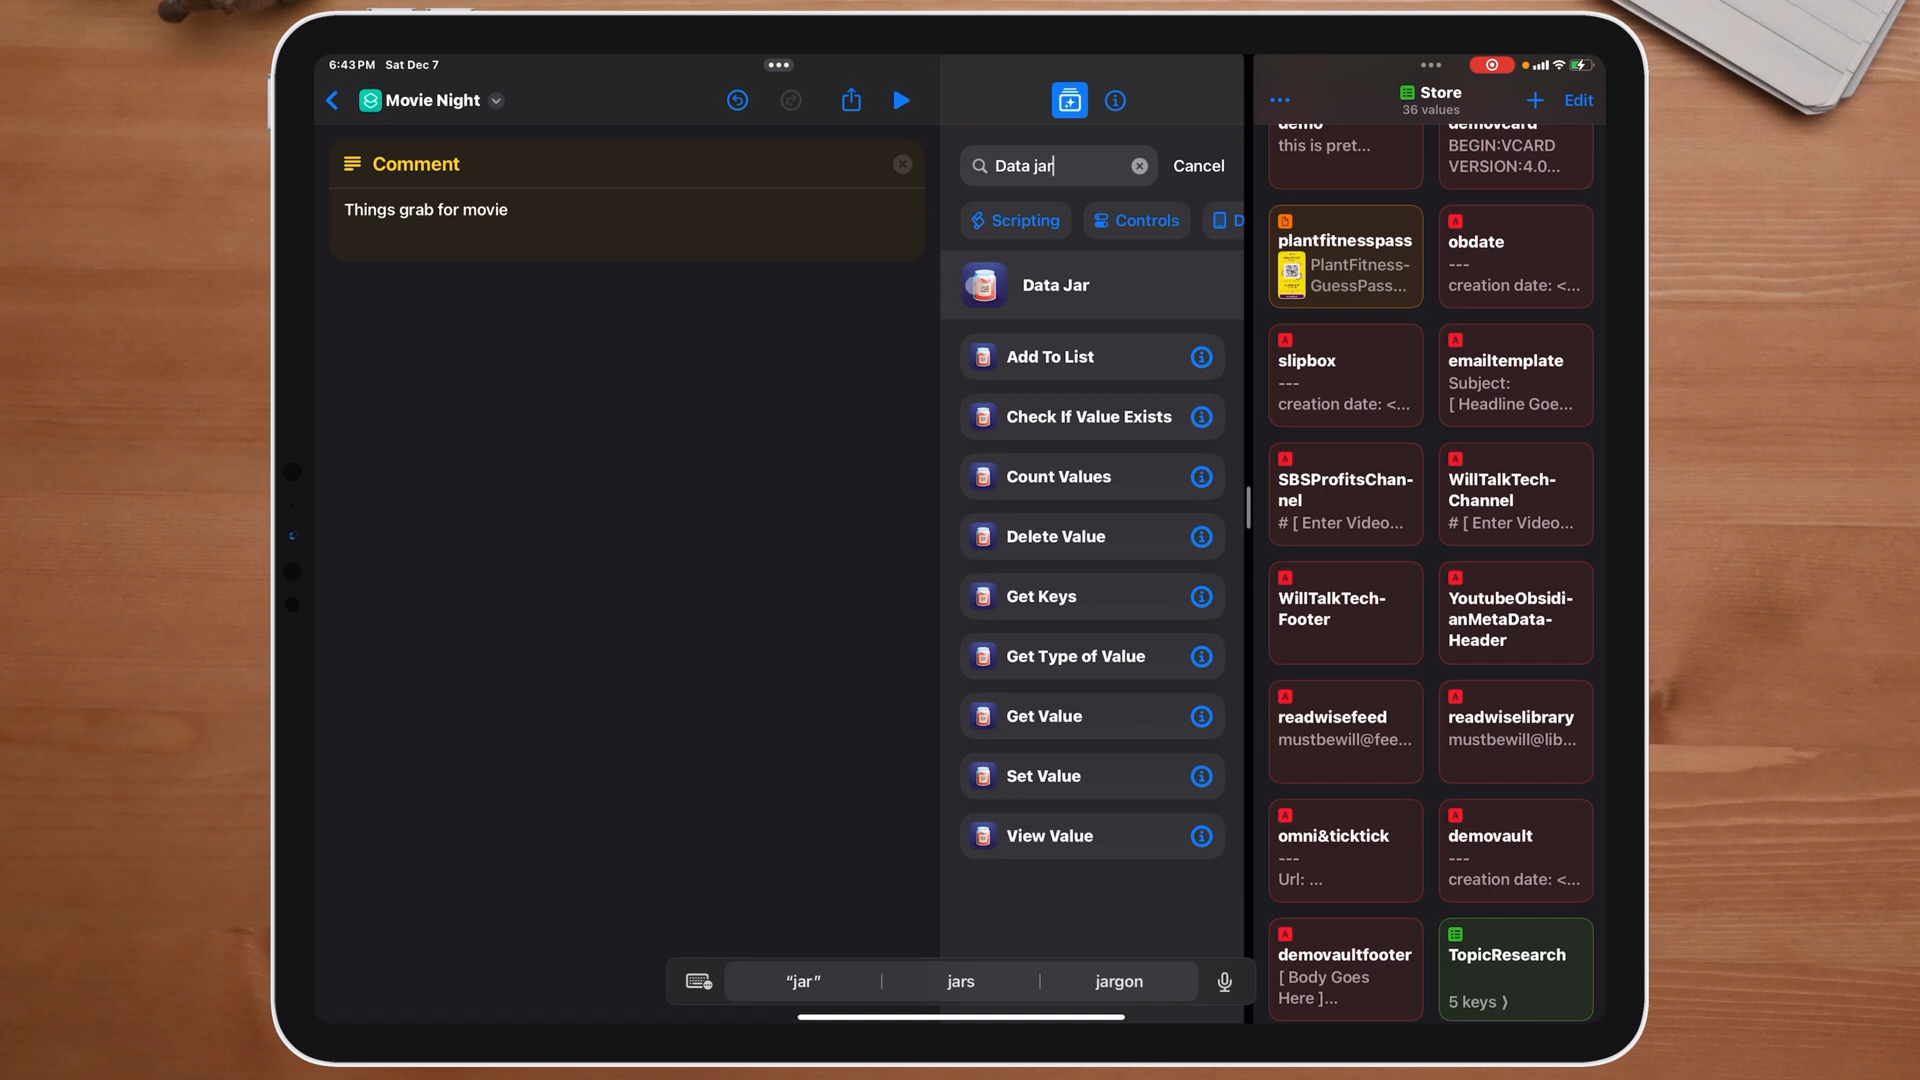 6:43 PM Sat Dec 7
Movie Night
Comment
Things grab for movie
Data jar
Cancel
Scripting
Controls
D
Data Jar
Add To List
Check If Value Exists
Count Values
Delete Value
Get Keys
Get Type of Value
Get Value
Set Value
View Value
"jar"
jars
jargon
Store
36 values
Edit
demo
this is pret...
demovcard
BEGIN:VCARD
VERSION:4.0...
plantfitnesspass
PlantFitness-
GuessPass...
A
obdate
---
creation date: <...
A
slipbox
---
creation date: <...
A
emailtemplate
Subject:
[ Headline Goe...
A
SBSProfitsChan-
nel
# [ Enter Video...
A
WillTalkTech-
Channel
# [ Enter Video...
A
WillTalkTech-
Footer
A
YoutubeObsidi-
anMetaData-
Header
A
readwisefeed
mustbewill@fee...
A
readwiselibrary
mustbewill@lib...
A
omni&ticktick
---
Url: ...
A
demovault
---
creation date: <...
A
demovaultfooter
[ Body Goes
Here ]...
TopicResearch
5 keys